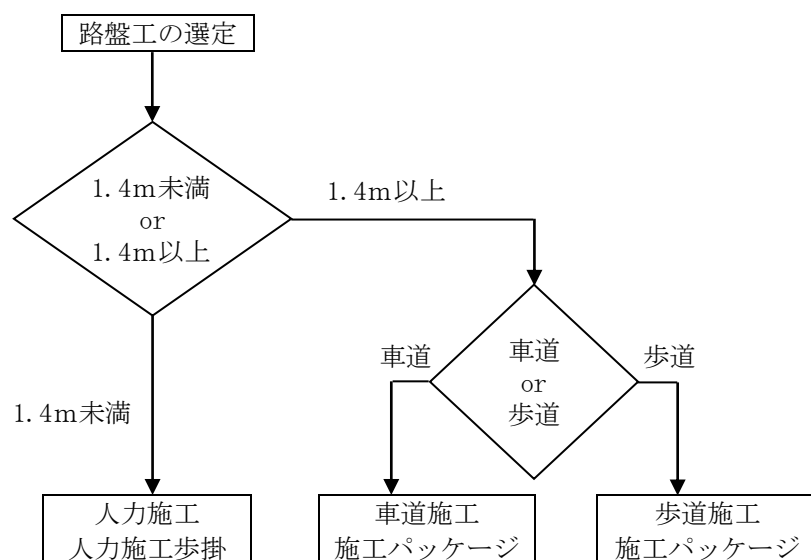 路盤工の選定
1.4m未満
or
1.4m以上
1.4m以上
車道
車道
or
歩道
歩道
1.4m未満
人力施工
人力施工歩掛
車道施工
施工パッケージ
歩道施工
施工パッケージ